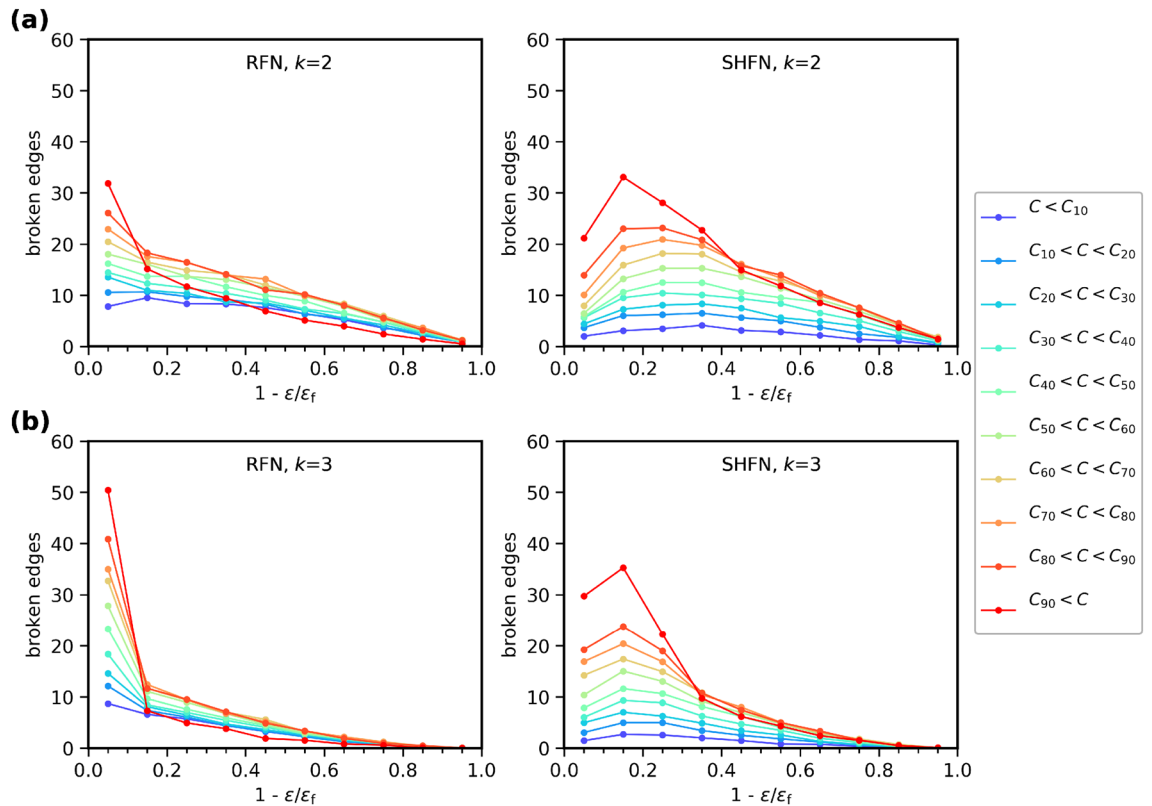 (a)
RFN, k=2
60
50
40
30
20
10
0
broken edges
0.0 0.2 0.4 0.6 0.8 1.0
1 - ε/εf
SHFN, k=2
60
50
40
30
20
10
0
broken edges
0.0 0.2 0.4 0.6 0.8 1.0
1 - ε/εf
(b)
RFN, k=3
60
50
40
30
20
10
0
broken edges
0.0 0.2 0.4 0.6 0.8 1.0
1 - ε/εf
SHFN, k=3
60
50
40
30
20
10
0
broken edges
0.0 0.2 0.4 0.6 0.8 1.0
1 - ε/εf
C < C10
C10 < C < C20
C20 < C < C30
C30 < C < C40
C40 < C < C50
C50 < C < C60
C60 < C < C70
C70 < C < C80
C80 < C < C90
C90 < C